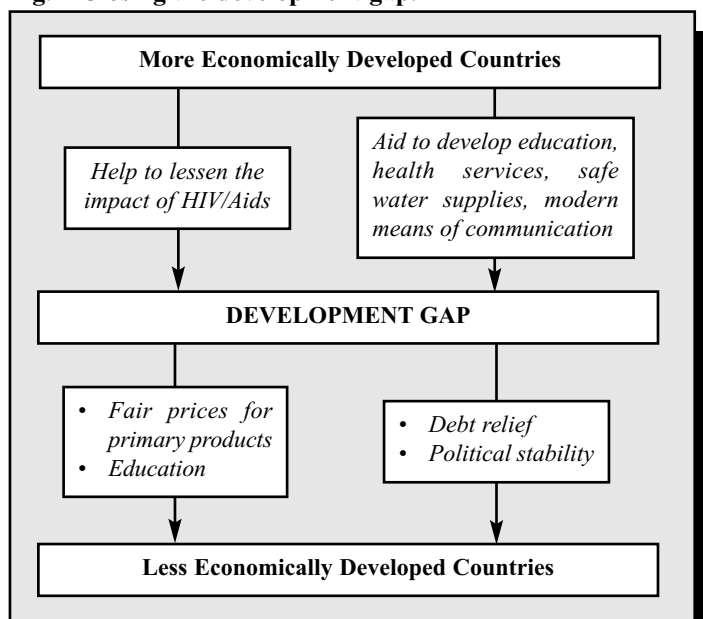 More Economically Developed Countries
Help to lessen the
impact of HIV/Aids
Aid to develop education,
health services, safe
water supplies, modern
means of communication
DEVELOPMENT GAP
• Fair prices for
primary products
• Education
• Debt relief
• Political stability
Less Economically Developed Countries